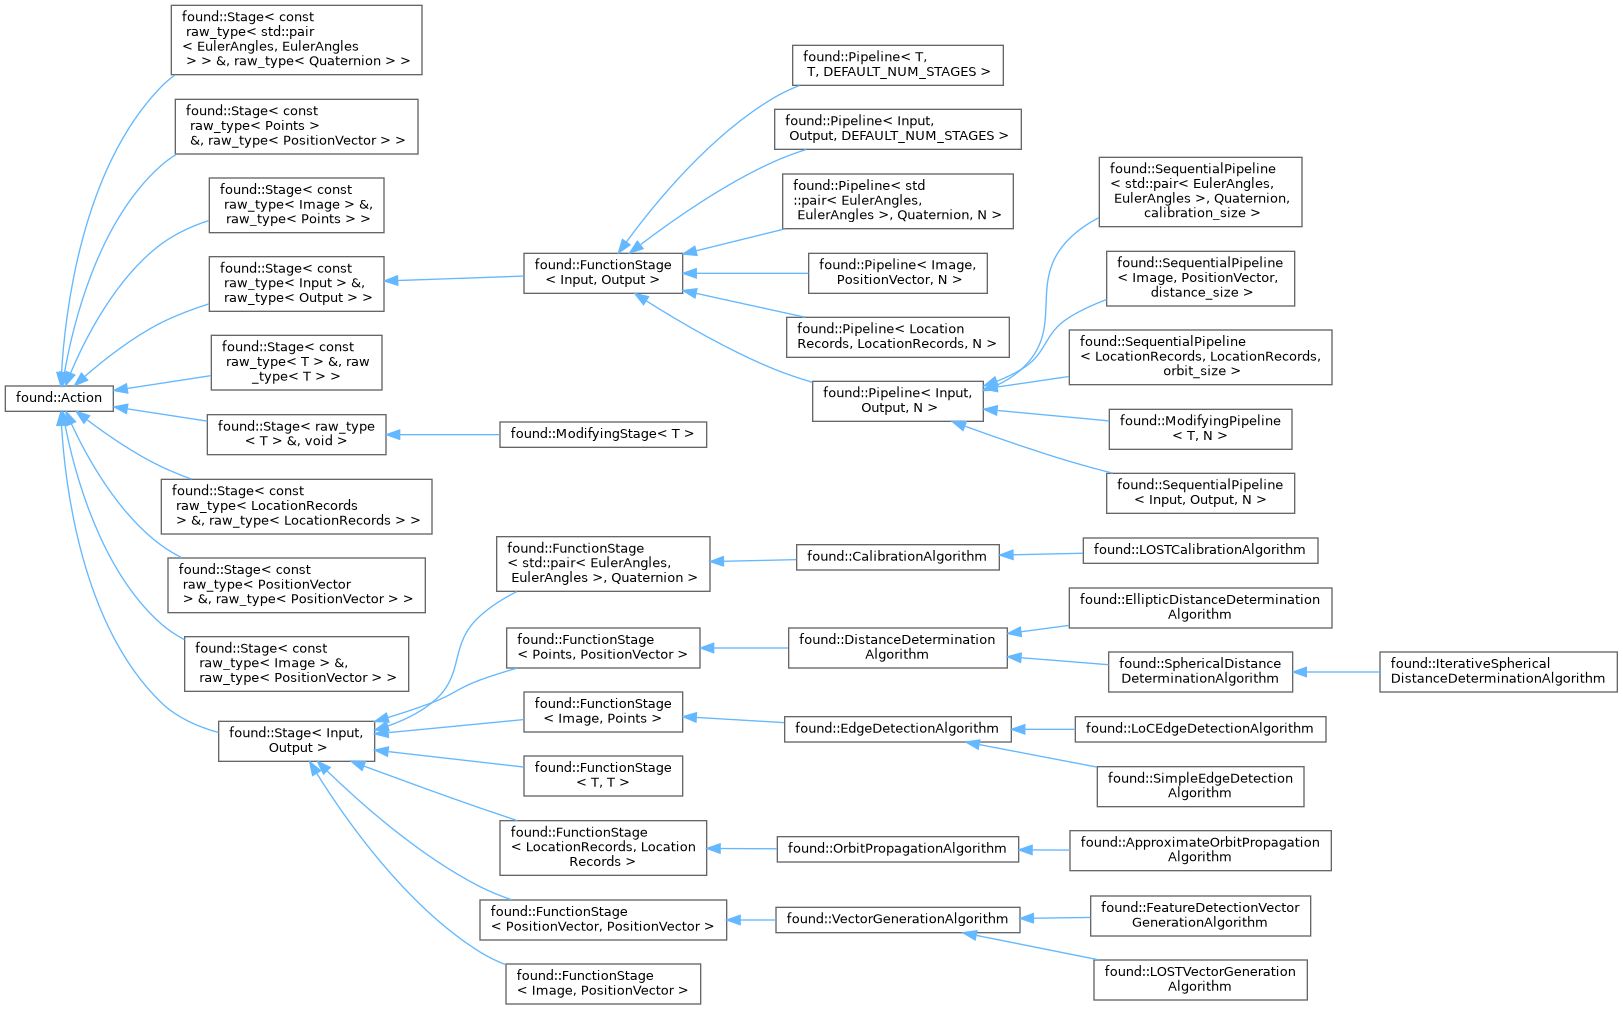 found::Stage< const
raw_type< std::pair
< EulerAngles, EulerAngles
> > &, raw_type< Quaternion > >
found::Stage< const
raw_type< Points >
&, raw_type< PositionVector > >
found::Stage< const
raw_type< Image > &,
raw_type< Points > >
found::Stage< const
raw_type< Input > &,
raw_type< Output > >
found::Stage< const
raw_type< T > &, raw
_type< T > >
found::Action
found::Stage< raw_type
< T > &, void >
found::ModifyingStage< T >
found::Stage< const
raw_type< LocationRecords
> &, raw_type< LocationRecords > >
found::Stage< const
raw_type< PositionVector
> &, raw_type< PositionVector > >
found::Stage< const
raw_type< Image > &,
raw_type< PositionVector > >
found::Stage< Input,
Output >
found::FunctionStage
< Input, Output >
found::Pipeline< T,
T, DEFAULT_NUM_STAGES >
found::Pipeline< Input,
Output, DEFAULT_NUM_STAGES >
found::Pipeline< std
::pair< EulerAngles,
EulerAngles >, Quaternion, N >
found::Pipeline< Image,
PositionVector, N >
found::Pipeline< Location
Records, LocationRecords, N >
found::Pipeline< Input,
Output, N >
found::SequentialPipeline
< std::pair< EulerAngles,
EulerAngles >, Quaternion,
calibration_size >
found::SequentialPipeline
< Image, PositionVector,
distance_size >
found::SequentialPipeline
< LocationRecords, LocationRecords,
orbit_size >
found::ModifyingPipeline
< T, N >
found::SequentialPipeline
< Input, Output, N >
found::FunctionStage
< std::pair< EulerAngles,
EulerAngles >, Quaternion >
found::CalibrationAlgorithm
found::LOSTCalibrationAlgorithm
found::FunctionStage
< Points, PositionVector >
found::DistanceDetermination
Algorithm
found::EllipticDistanceDetermination
Algorithm
found::SphericalDistance
DeterminationAlgorithm
found::IterativeSpherical
DistanceDeterminationAlgorithm
found::FunctionStage
< Image, Points >
found::EdgeDetectionAlgorithm
found::LoCEdgeDetectionAlgorithm
found::SimpleEdgeDetection
Algorithm
found::FunctionStage
< T, T >
found::FunctionStage
< LocationRecords, Location
Records >
found::OrbitPropagationAlgorithm
found::ApproximateOrbitPropagation
Algorithm
found::FunctionStage
< PositionVector, PositionVector >
found::VectorGenerationAlgorithm
found::FeatureDetectionVector
GenerationAlgorithm
found::LOSTVectorGeneration
Algorithm
found::FunctionStage
< Image, PositionVector >